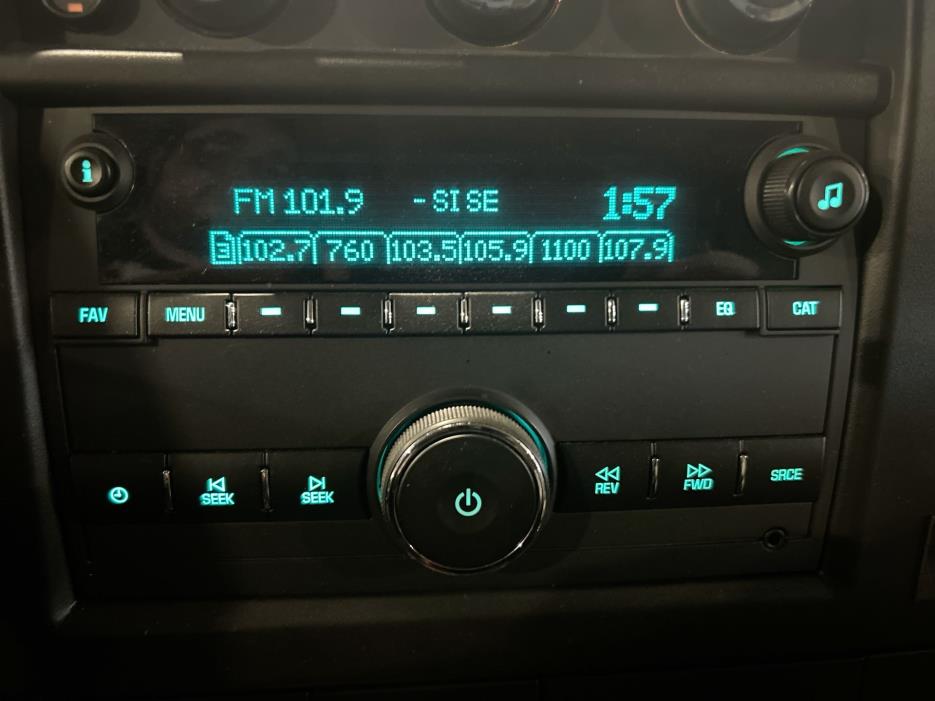 i
FM 101.9 -SI SE 1:57
3 102.7 760 103.5 105.9 1100 107.9
FAV MENU EQ CAT
SEEK SEEK REV FWD SRCE